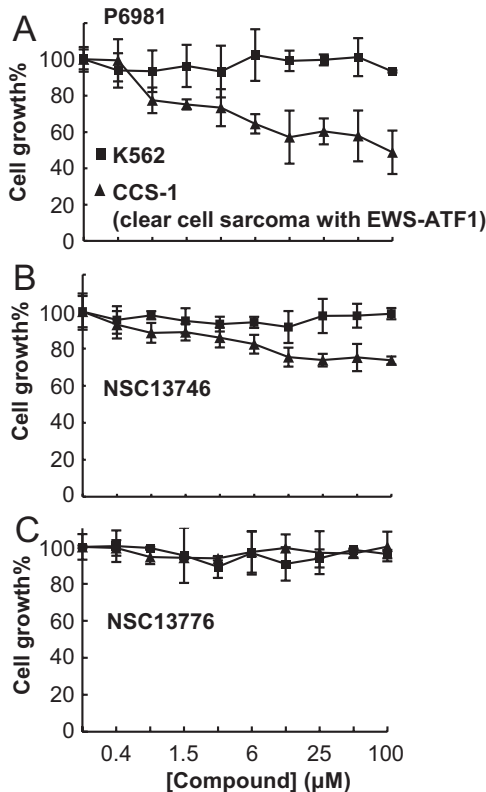 A
P6981
Cell growth%
100
80
60
40
20
0
K562
CCS-1
(clear cell sarcoma with EWS-ATF1)
B
Cell growth%
100
80
60
40
20
0
NSC13746
C
Cell growth%
100
80
60
40
20
0
NSC13776
0.4 1.5 6 25 100
[Compound] (µM)